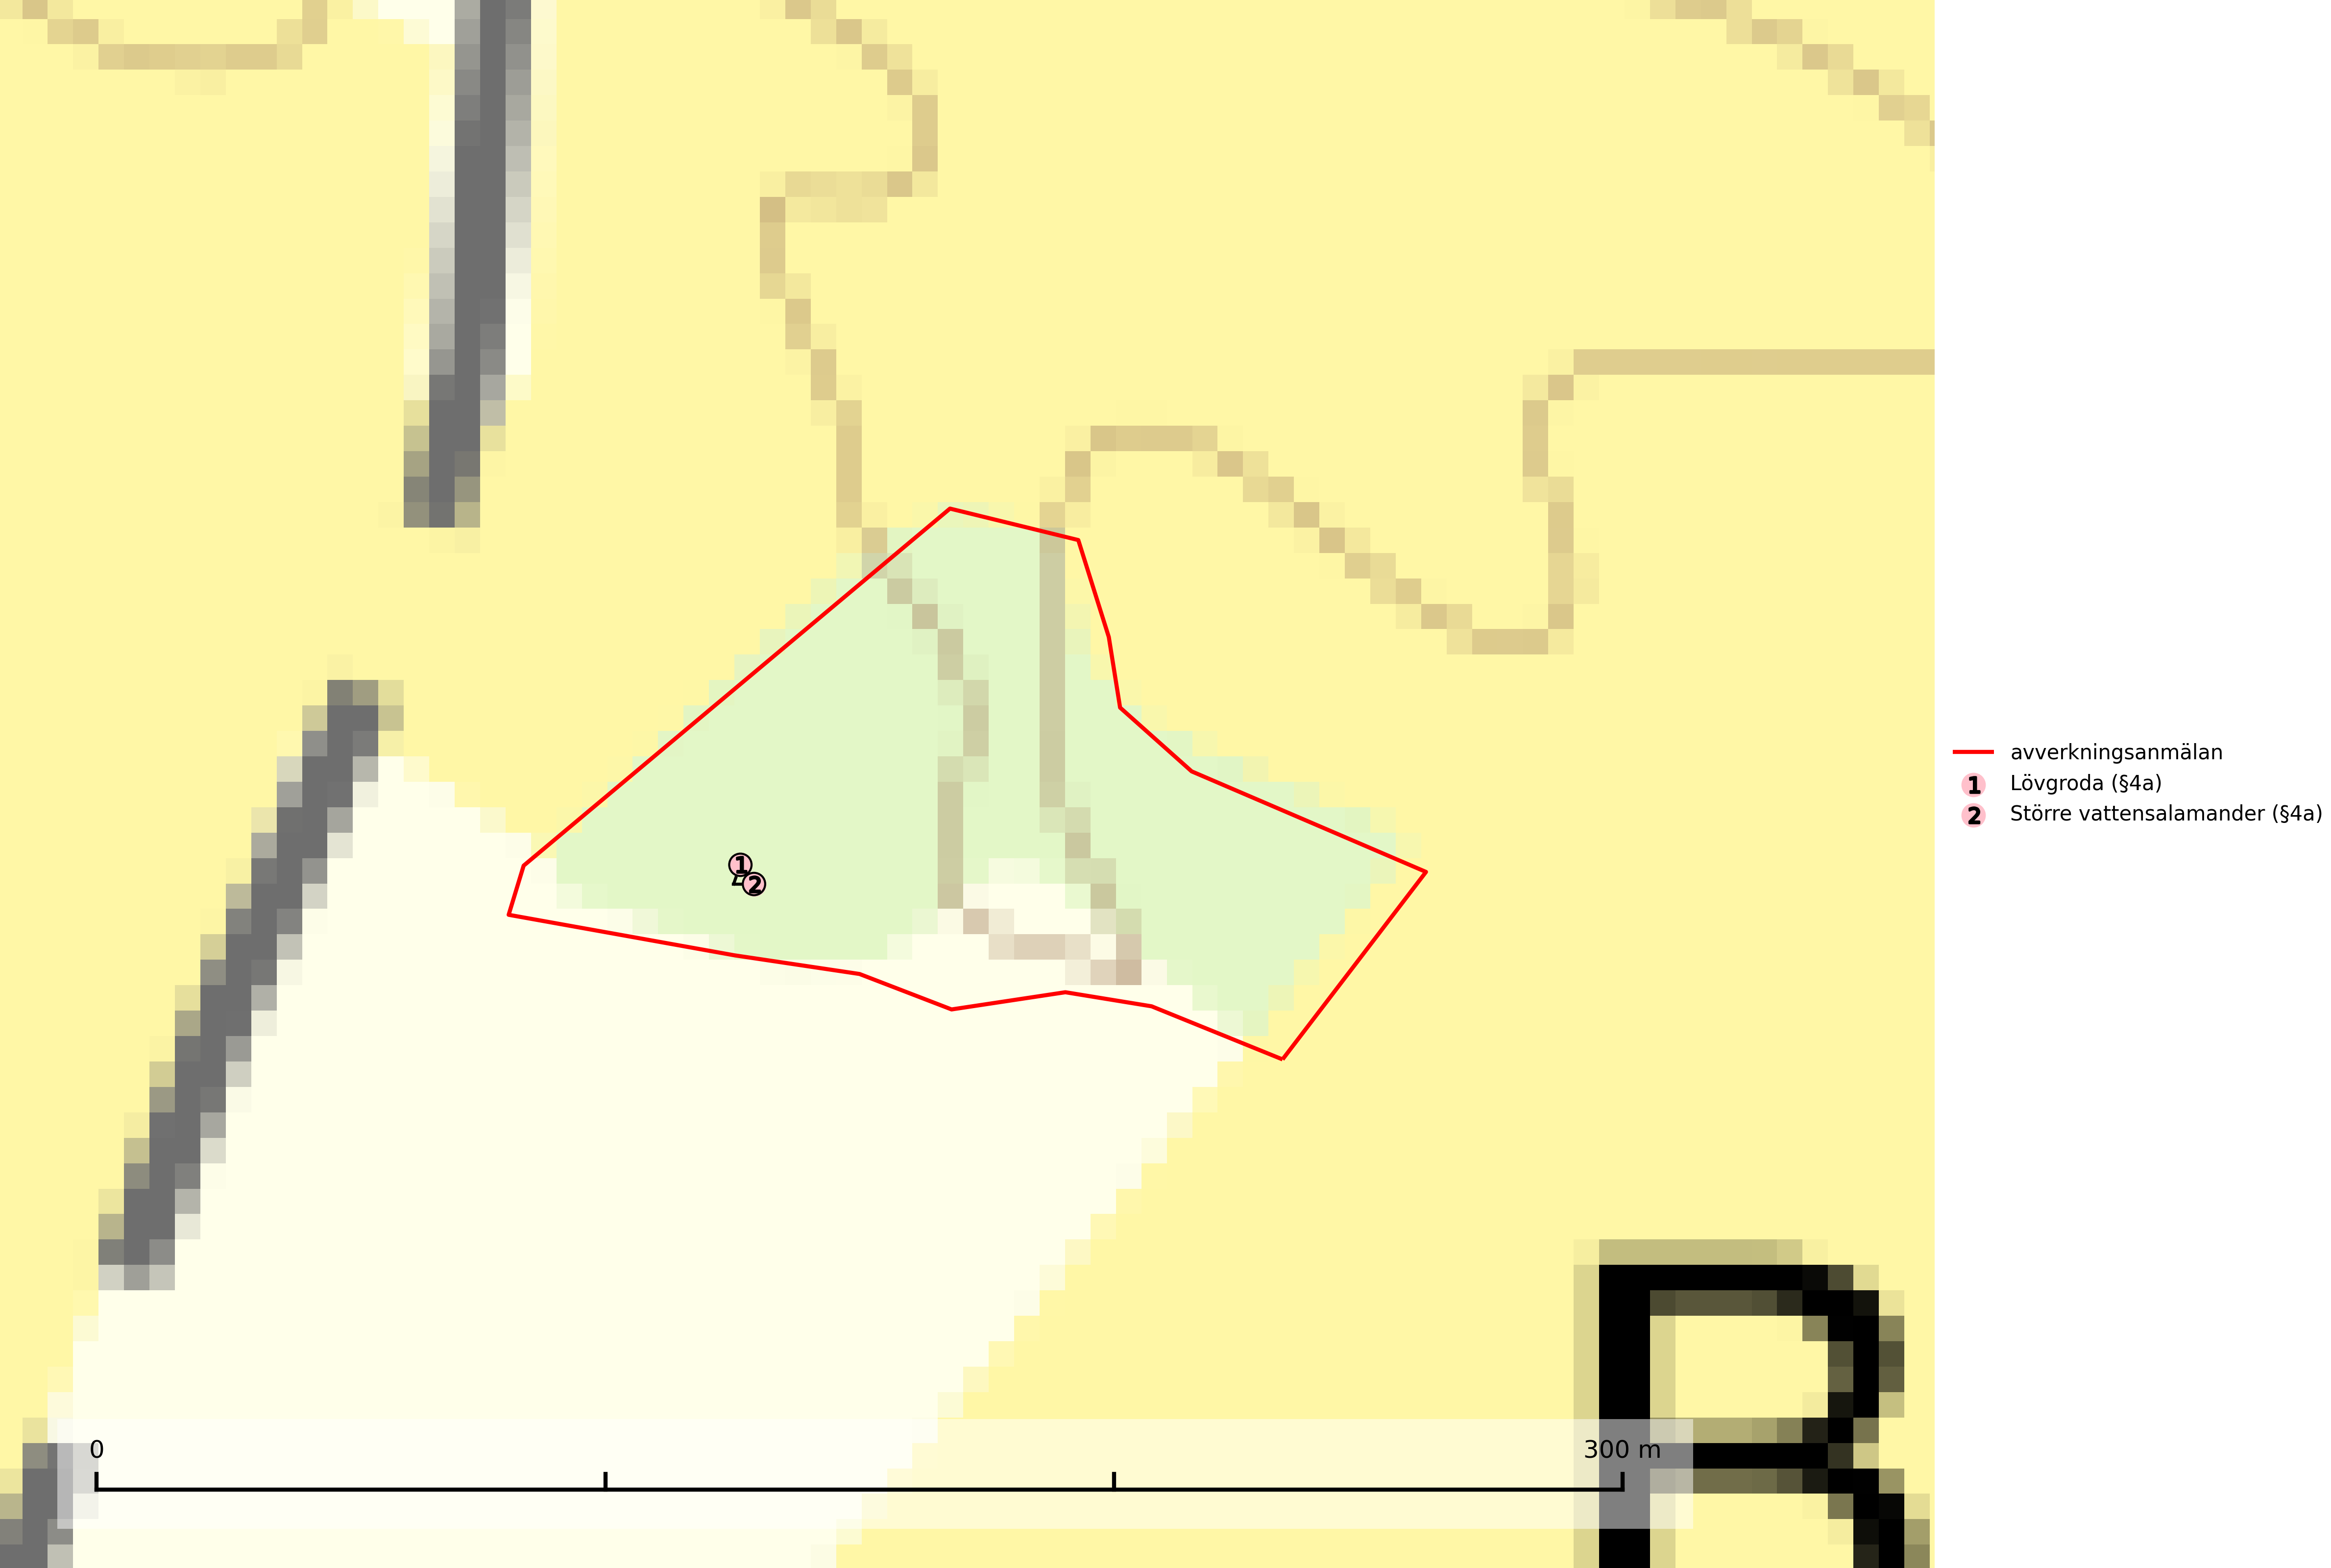 avverkningsanmälan
1 Lövgroda (§4a)
2 Större vattensalamander (§4a)
1
2
0
300 m
R